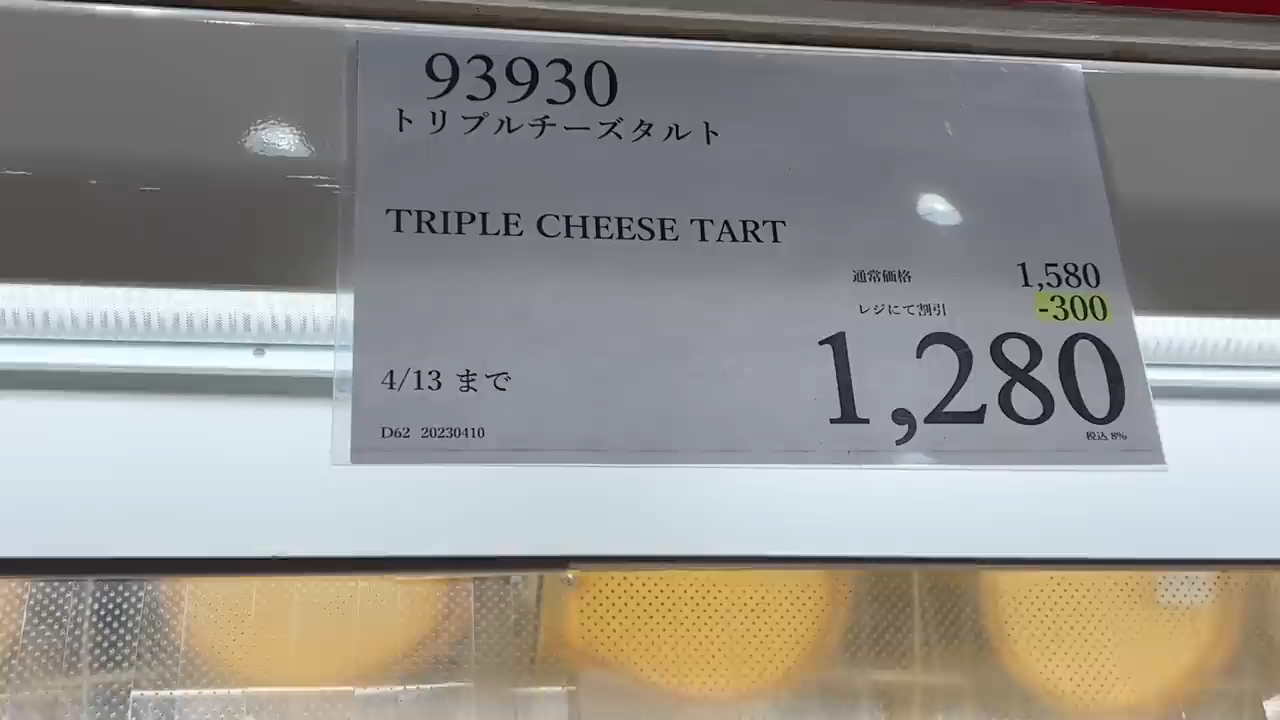 93930
トリプルチーズタルト
TRIPLE CHEESE TART
通常価格 1,580
レジにて割引 -300
1,280
4/13 まで
D62 20230410
税込 8%